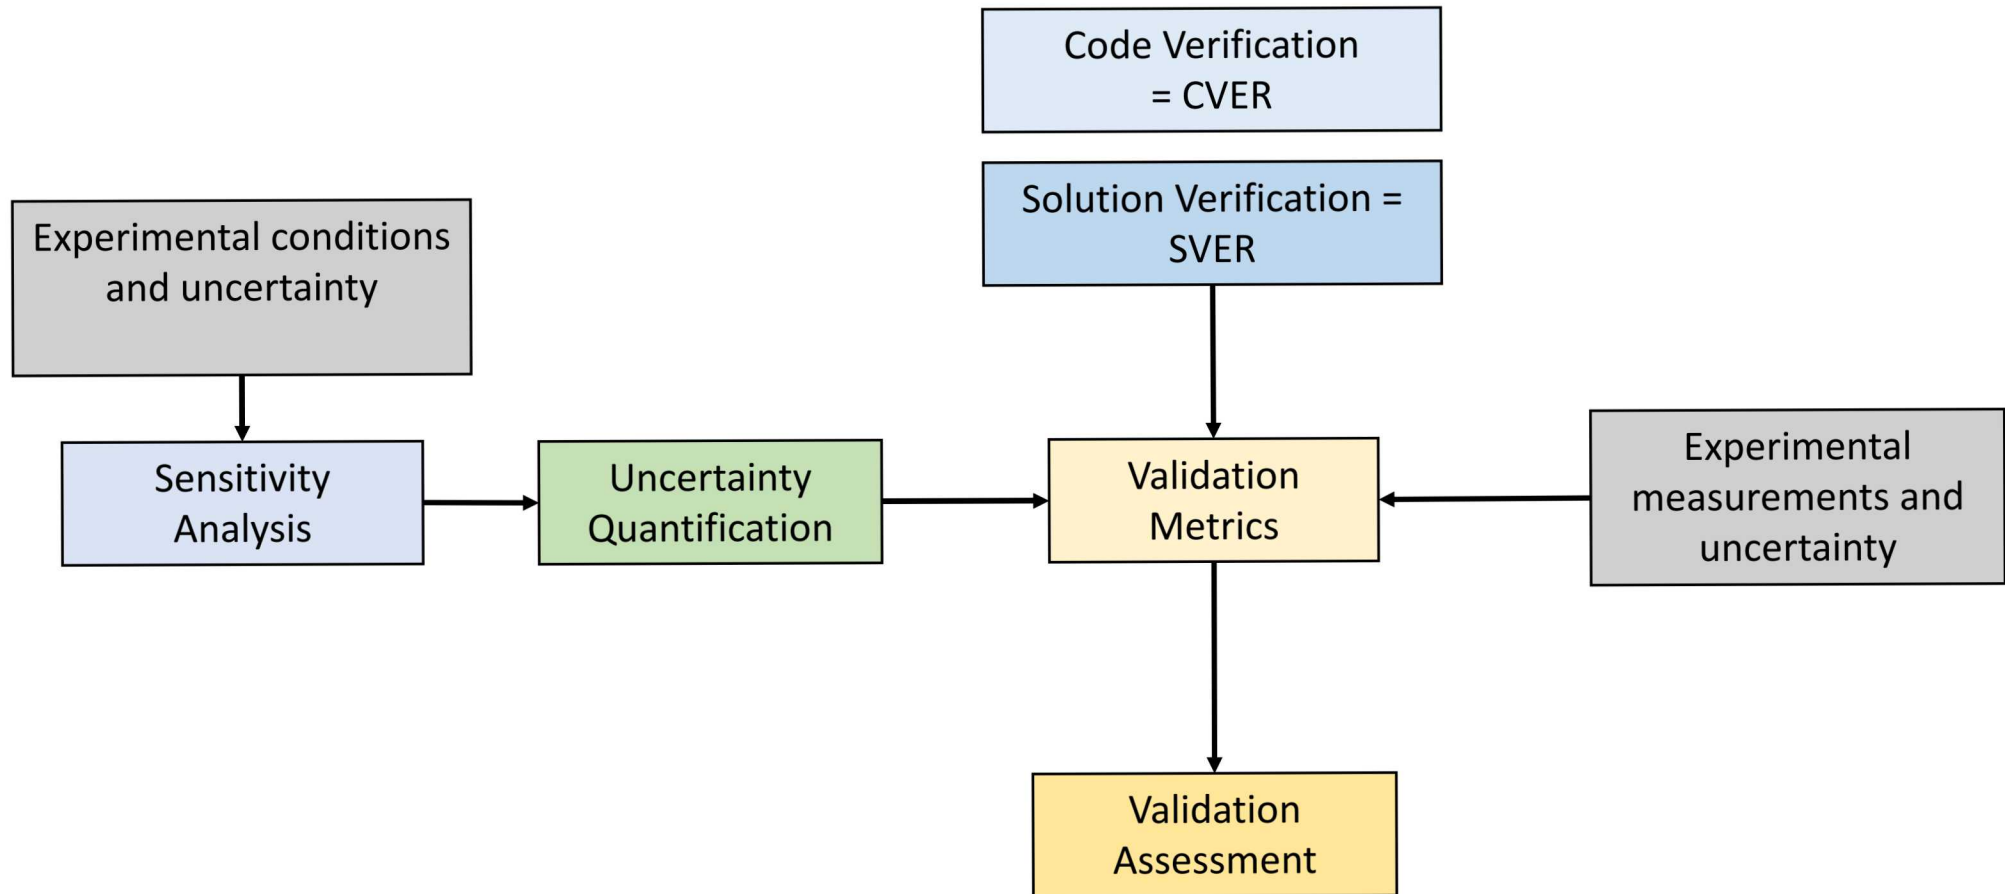 Code Verification
= CVER
Solution Verification =
SVER
Experimental conditions
and uncertainty
Sensitivity
Analysis
Uncertainty
Quantification
Validation
Metrics
Experimental
measurements and
uncertainty
Validation
Assessment